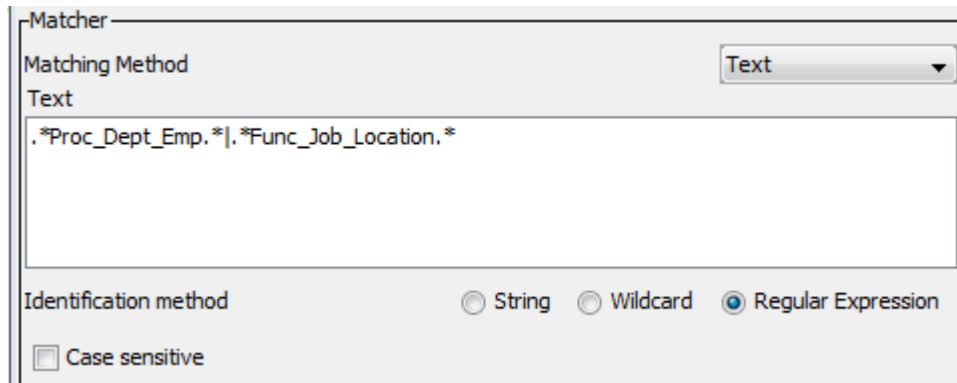 Matcher
Matching Method Text
Text
.*Proc_Dept_Emp.*|.*Func_Job_Location.*
Identification method String Wildcard Regular Expression
Case sensitive